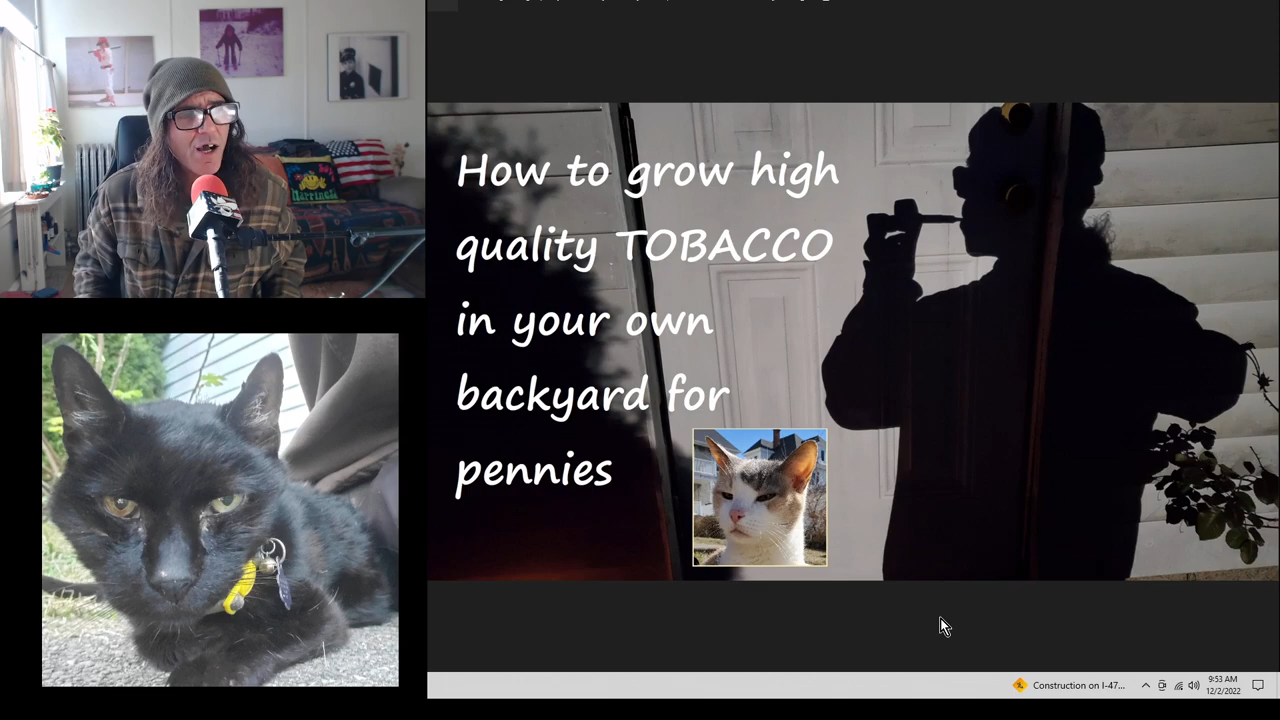 How to grow high
quality TOBACCO
in your own
backyard for
pennies
Construction on I-47...
9:53 AM
12/2/2022